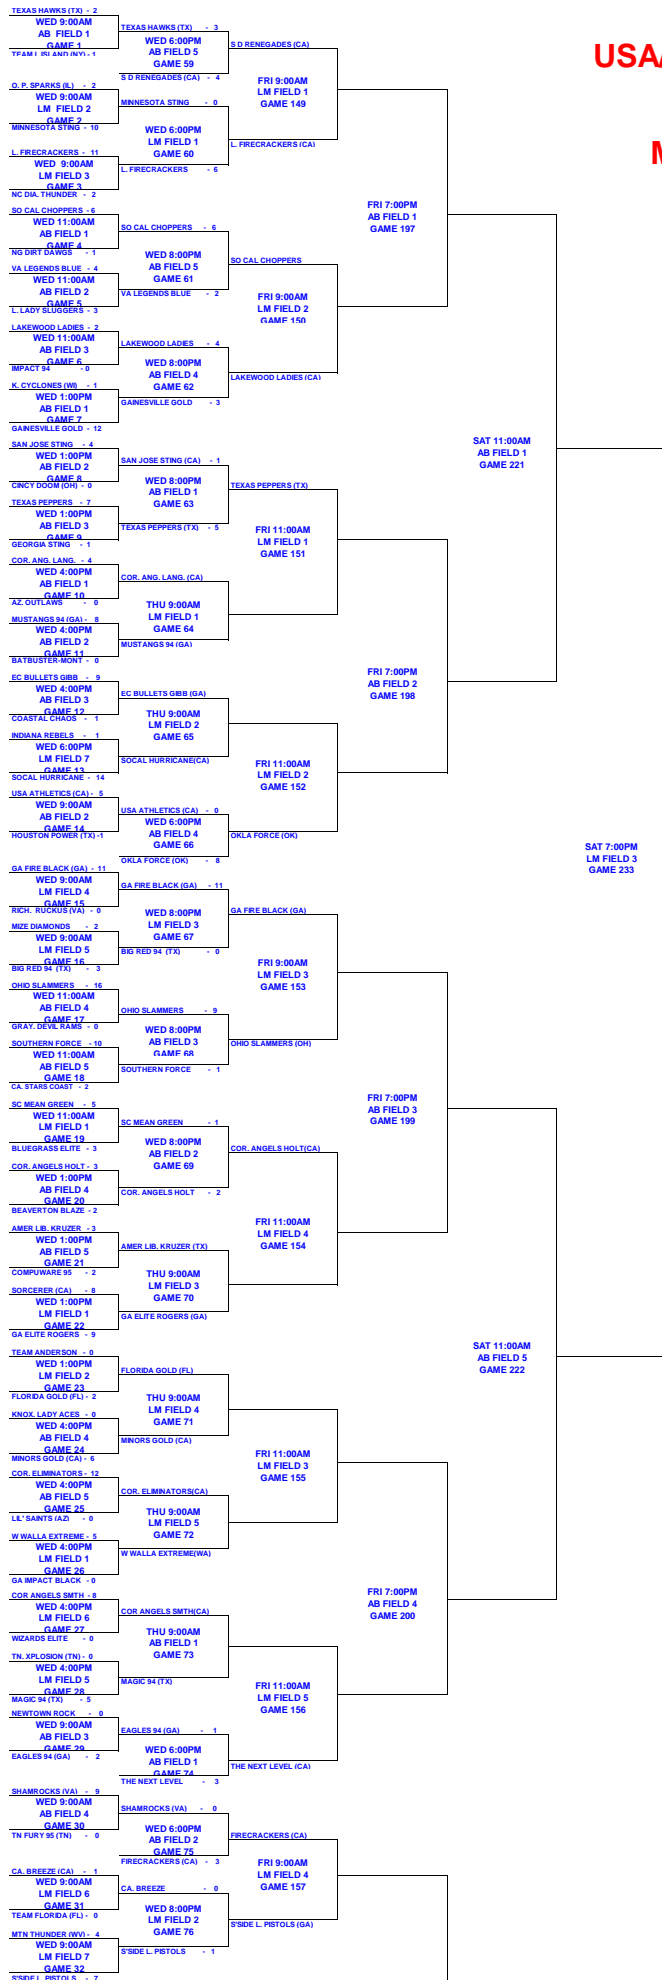 TEXAS HAWKS (TX) - 2
WED 9:00AM
AB FIELD 1
GAME 1
TEAM L ISLAND (NY) - 1
TEXAS HAWKS (TX) - 3
WED 6:00PM
AB FIELD 5
GAME 59
S D RENEGADES (CA) - 4
S D RENEGADES (CA)
USA
O. P. SPARKS (IL) - 2
WED 9:00AM
LM FIELD 2
GAME 2
MINNESOTA STING - 10
MINNESOTA STING - 0
WED 6:00PM
LM FIELD 1
GAME 60
L. FIRECRACKERS - 6
FRI 9:00AM
LM FIELD 1
GAME 149
L. FIRECRACKERS (CA)
M
L. FIRECRACKERS - 11
WED 9:00AM
LM FIELD 3
GAME 3
NC DIA. THUNDER - 2
SO CAL CHOPPERS - 6
WED 11:00AM
AB FIELD 1
GAME 4
NG DIRT DAWGS - 1
SO CAL CHOPPERS - 6
WED 8:00PM
AB FIELD 5
GAME 61
VA LEGENDS BLUE - 2
FRI 7:00PM
AB FIELD 1
GAME 197
VA LEGENDS BLUE - 4
WED 11:00AM
AB FIELD 2
GAME 5
L. LADY SLUGGERS - 3
SO CAL CHOPPERS
FRI 9:00AM
LM FIELD 2
GAME 150
LAKEWOOD LADIES (CA)
LAKEWOOD LADIES - 2
WED 11:00AM
AB FIELD 3
GAME 6
IMPACT 94 - 0
LAKEWOOD LADIES - 4
WED 8:00PM
AB FIELD 4
GAME 62
GAINESVILLE GOLD - 3
K. CYCLONES (WI) - 1
WED 1:00PM
AB FIELD 1
GAME 7
GAINESVILLE GOLD - 12
SAN JOSE STING - 4
WED 1:00PM
AB FIELD 2
GAME 8
CINCY DOOM (OH) - 0
SAN JOSE STING (CA) - 1
WED 8:00PM
AB FIELD 1
GAME 63
TEXAS PEPPERS (TX) - 5
SAT 11:00AM
AB FIELD 1
GAME 221
TEXAS PEPPERS - 7
WED 1:00PM
AB FIELD 3
GAME 9
GEORGIA STING - 1
TEXAS PEPPERS (TX)
FRI 11:00AM
LM FIELD 1
GAME 151
COR. ANG. LANG. - 4
WED 4:00PM
AB FIELD 1
GAME 10
AZ. OUTLAWS - 0
COR. ANG. LANG. (CA)
THU 9:00AM
LM FIELD 1
GAME 64
MUSTANGS 94 (GA)
MUSTANGS 94 (GA) - 8
WED 4:00PM
AB FIELD 2
GAME 11
BATBUSTER-MONT - 0
EC BULLETS GIBB - 9
WED 4:00PM
AB FIELD 3
GAME 12
COASTAL CHAOS - 1
EC BULLETS GIBB (GA)
THU 9:00AM
LM FIELD 2
GAME 65
SOCAL HURRICANE(CA)
FRI 7:00PM
AB FIELD 2
GAME 198
INDIANA REBELS - 1
WED 6:00PM
LM FIELD 7
GAME 13
SOCAL HURRICANE - 14
FRI 11:00AM
LM FIELD 2
GAME 152
OKLA FORCE (OK)
USA ATHLETICS (CA) - 5
WED 9:00AM
AB FIELD 2
GAME 14
HOUSTON POWER (TX) -1
USA ATHLETICS (CA) - 0
WED 6:00PM
AB FIELD 4
GAME 66
OKLA FORCE (OK) - 8
SAT 7:00PM
LM FIELD 3
GAME 233
GA FIRE BLACK (GA) - 11
WED 9:00AM
LM FIELD 4
GAME 15
RICH. RUCKUS (VA) - 0
GA FIRE BLACK (GA) - 11
WED 8:00PM
LM FIELD 3
GAME 67
BIG RED 94 (TX) - 0
GA FIRE BLACK (GA)
MIZE DIAMONDS - 2
WED 9:00AM
LM FIELD 5
GAME 16
BIG RED 94 (TX) - 3
FRI 9:00AM
LM FIELD 3
GAME 153
OHIO SLAMMERS (OH)
OHIO SLAMMERS - 16
WED 11:00AM
AB FIELD 4
GAME 17
GRAY. DEVIL RAMS - 0
OHIO SLAMMERS - 9
WED 8:00PM
AB FIELD 3
GAME 68
SOUTHERN FORCE - 1
SOUTHERN FORCE - 10
WED 11:00AM
AB FIELD 5
GAME 18
CA. STARS COAST - 2
FRI 7:00PM
AB FIELD 3
GAME 199
SC MEAN GREEN - 5
WED 11:00AM
LM FIELD 1
GAME 19
BLUEGRASS ELITE - 3
SC MEAN GREEN - 1
WED 8:00PM
AB FIELD 2
GAME 69
COR. ANGELS HOLT - 2
COR. ANGELS HOLT(CA)
COR. ANGELS HOLT - 3
WED 1:00PM
AB FIELD 4
GAME 20
BEAVERTON BLAZE - 2
FRI 11:00AM
LM FIELD 4
GAME 154
AMER LIB. KRUZER - 3
WED 1:00PM
AB FIELD 5
GAME 21
COMPUWARE 95 - 2
AMER LIB. KRUZER (TX)
THU 9:00AM
LM FIELD 3
GAME 70
GA ELITE ROGERS (GA)
SORCERER (CA) - 8
WED 1:00PM
LM FIELD 1
GAME 22
GA ELITE ROGERS - 9
SAT 11:00AM
AB FIELD 5
GAME 222
TEAM ANDERSON - 0
WED 1:00PM
LM FIELD 2
GAME 23
FLORIDA GOLD (FL) - 2
FLORIDA GOLD (FL)
THU 9:00AM
LM FIELD 4
GAME 71
MINORS GOLD (CA)
KNOX. LADY ACES - 0
WED 4:00PM
AB FIELD 4
GAME 24
MINORS GOLD (CA) - 6
FRI 11:00AM
LM FIELD 3
GAME 155
COR. ELIMINATORS - 12
WED 4:00PM
AB FIELD 5
GAME 25
LIL' SAINTS (AZ) - 0
COR. ELIMINATORS(CA)
THU 9:00AM
LM FIELD 5
GAME 72
W WALLA EXTREME(WA)
W WALLA EXTREME - 5
WED 4:00PM
LM FIELD 1
GAME 26
GA IMPACT BLACK - 0
FRI 7:00PM
AB FIELD 4
GAME 200
COR ANGELS SMTH - 8
WED 4:00PM
LM FIELD 6
GAME 27
WIZARDS ELITE - 0
COR ANGELS SMTH(CA)
THU 9:00AM
AB FIELD 1
GAME 73
MAGIC 94 (TX)
TN. XPLOSION (TN) - 0
WED 4:00PM
LM FIELD 5
GAME 28
MAGIC 94 (TX) - 5
FRI 11:00AM
LM FIELD 5
GAME 156
THE NEXT LEVEL (CA)
NEWTOWN ROCK - 0
WED 9:00AM
AB FIELD 3
GAME 29
EAGLES 94 (GA) - 2
EAGLES 94 (GA) - 1
WED 6:00PM
AB FIELD 1
GAME 74
THE NEXT LEVEL - 3
SHAMROCKS (VA) - 9
WED 9:00AM
AB FIELD 4
GAME 30
TN FURY 95 (TN) - 0
SHAMROCKS (VA) - 0
WED 6:00PM
AB FIELD 2
GAME 75
FIRECRACKERS (CA) - 3
FIRECRACKERS (CA)
FRI 9:00AM
LM FIELD 4
GAME 157
S'SIDE L. PISTOLS (GA)
CA. BREEZE (CA) - 1
WED 9:00AM
LM FIELD 6
GAME 31
TEAM FLORIDA (FL) - 0
CA. BREEZE - 0
WED 8:00PM
LM FIELD 2
GAME 76
S'SIDE L. PISTOLS - 1
MTN THUNDER (WV) - 4
WED 9:00AM
LM FIELD 7
GAME 32
S'SIDE L. PISTOLS - 7